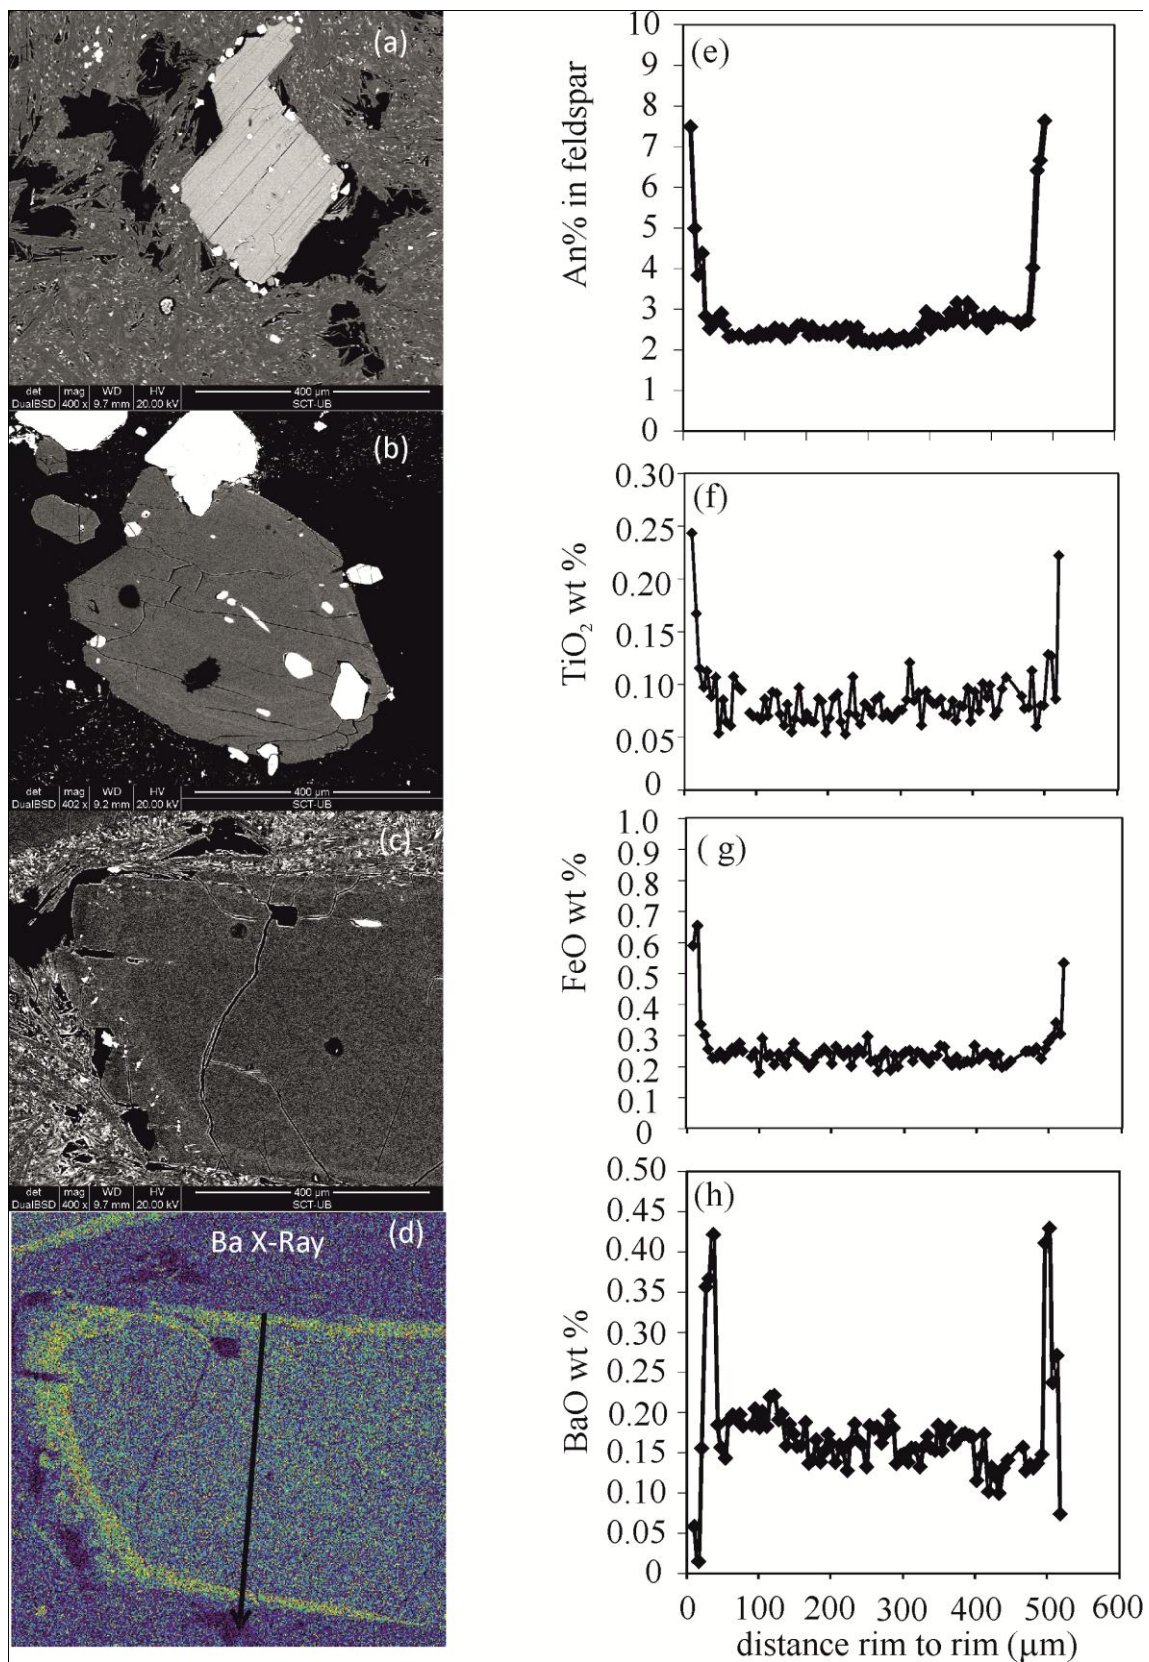 (a)
det mag WD HV 400 µm
DualBSD 400 x 9.7 mm 20.00 kV SCT-UB
(b)
det mag WD HV 400 µm
DualBSD 402 x 9.2 mm 20.00 kV SCT-UB
(c)
det mag WD HV 400 µm
DualBSD 400 x 9.7 mm 20.00 kV SCT-UB
Ba X-Ray (d)
(e)
An% in feldspar
10
9
8
7
6
5
4
3
2
1
0
(f)
TiO2 wt %
0.30
0.25
0.20
0.15
0.10
0.05
0
( g)
FeO wt %
1.0
0.9
0.8
0.7
0.6
0.5
0.4
0.3
0.2
0.1
0
(h)
BaO wt %
0.50
0.45
0.40
0.35
0.30
0.25
0.20
0.15
0.10
0.05
0
0 100 200 300 400 500 600
distance rim to rim (µm)